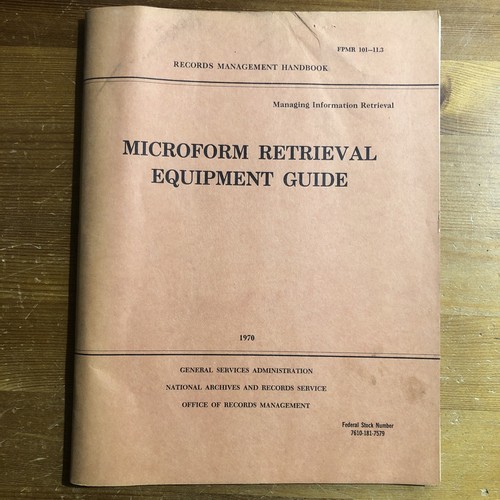 FPMR 101-11.3
RECORDS MANAGEMENT HANDBOOK
Managing Information Retrieval
MICROFORM RETRIEVAL
EQUIPMENT GUIDE
1970
GENERAL SERVICES ADMINISTRATION
NATIONAL ARCHIVES AND RECORDS SERVICE
OFFICE OF RECORDS MANAGEMENT
Federal Stock Number
7610-181-7579